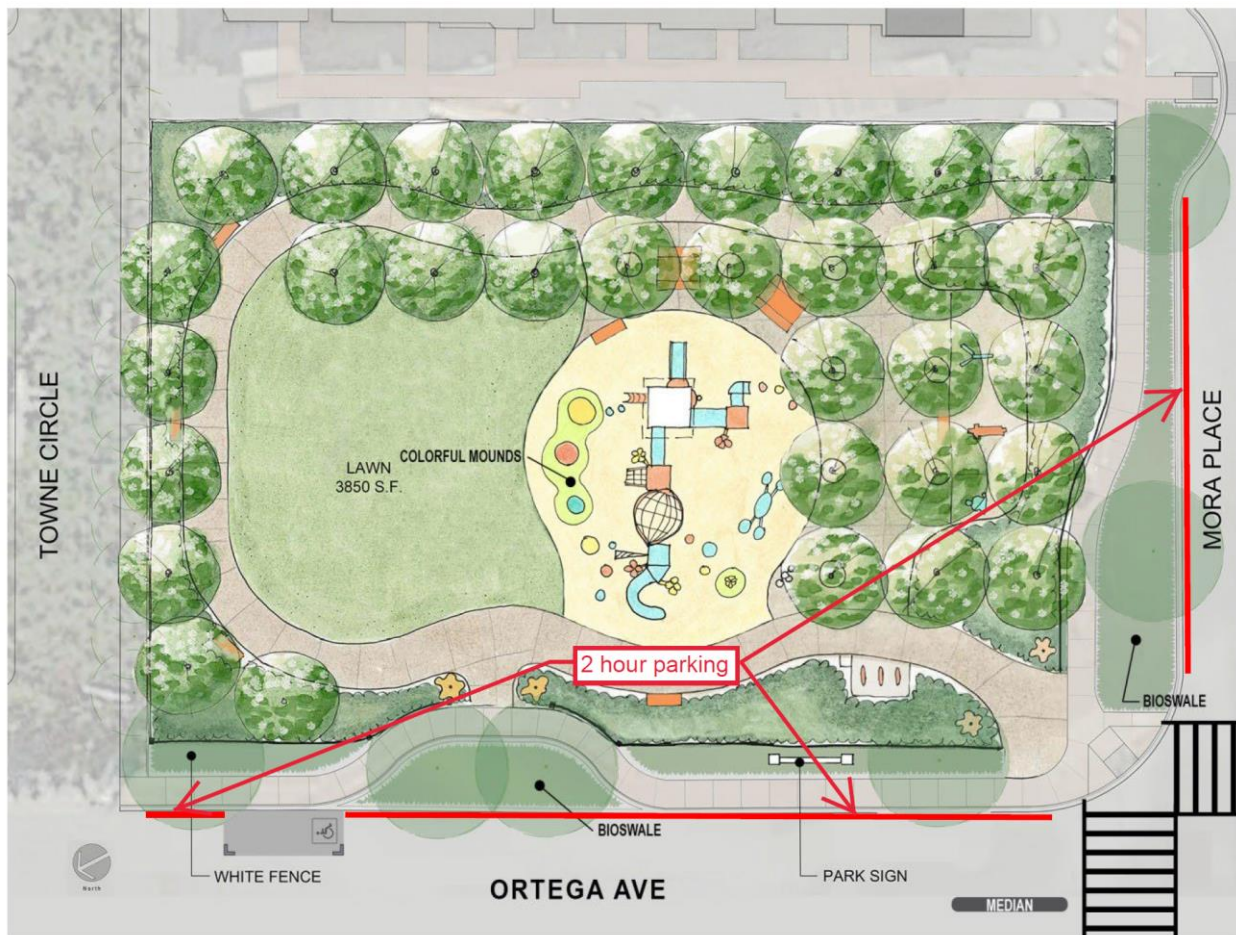 TOWNE CIRCLE
LAWN
3850 S.F.
COLORFUL MOUNDS
MORA PLACE
2 hour parking
BIOSWALE
BIOSWALE
WHITE FENCE
PARK SIGN
North
ORTEGA AVE
MEDIAN